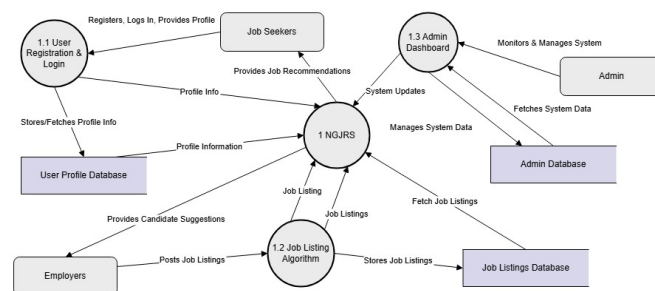 Registers, Logs In, Provides Profile
1.1 User
Registration &
Login
Job Seekers
1.3 Admin
Dashboard
Monitors & Manages System
Admin
Provides Job Recommendations
Profile Info
System Updates
Fetches System Data
Stores/Fetches Profile Info
Manages System Data
1 NGJRS
Profile Information
User Profile Database
Admin Database
Job Listing
Fetch Job Listings
Job Listings
Provides Candidate Suggestions
1.2 Job Listing
Algorithm
Employers
Posts Job Listings
Stores Job Listings
Job Listings Database